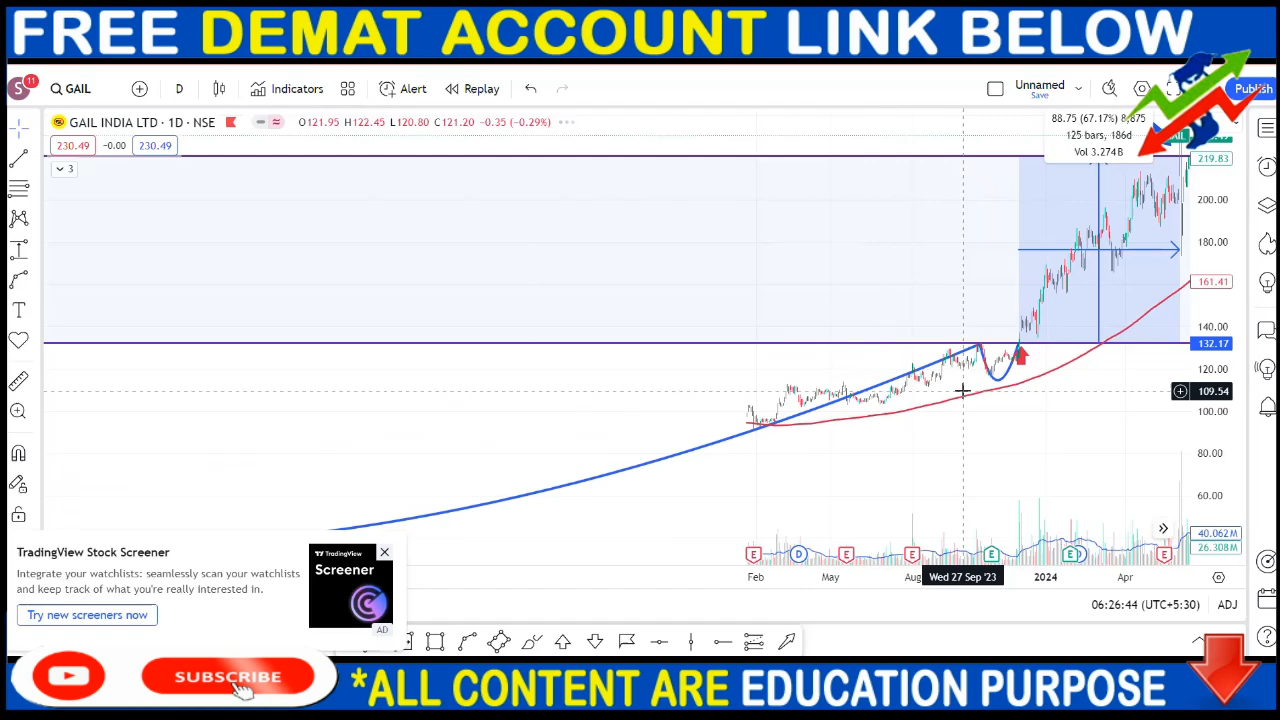 FREE DEMAT ACCOUNT LINK BELOW
S 11 GAIL D Indicators Alert Replay Unnamed Save Publish
GAIL INDIA LTD · 1D · NSE O121.95 H122.45 L120.80 C121.20 -0.35 (-0.29%)
230.49 -0.00 230.49
3
88.75 (67.17%) 8,875
125 bars, 186d
Vol 3.274B
219.83
200.00
180.00
161.41
140.00
132.17
120.00
109.54
100.00
80.00
60.00
40.062M
26.308M
E D E E E E D E
Feb May Aug Wed 27 Sep '23 2024 Apr
06:26:44 (UTC+5:30) ADJ
TradingView Stock Screener
Integrate your watchlists: seamlessly scan your watchlists
and keep track of what you're really interested in.
Try new screeners now
TradingView
Screener
AD
SUBSCRIBE
*ALL CONTENT ARE EDUCATION PURPOSE